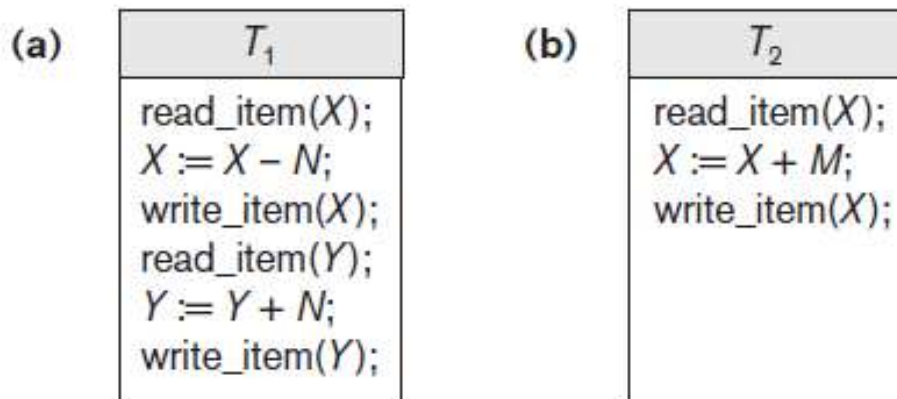 (a)
T₁
read_item(X);
X := X – N;
write_item(X);
read_item(Y);
Y := Y + N;
write_item(Y);
(b)
T₂
read_item(X);
X := X + M;
write_item(X);